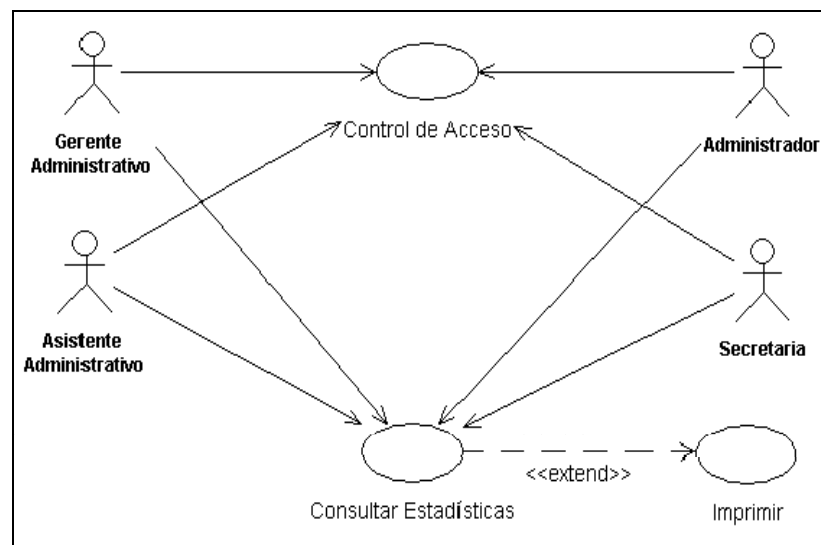 Control de Acceso
Gerente
Administrativo
Administrador
Asistente
Administrativo
Secretaria
<<extend>>
Consultar Estadísticas
Imprimir